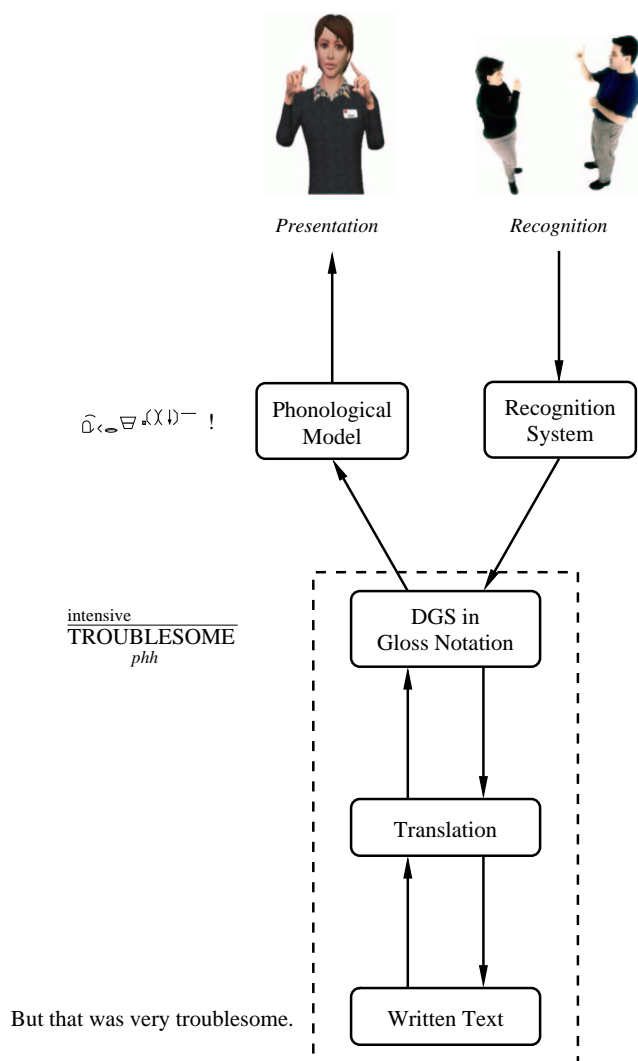 Presentation
Recognition
Phonological
Model
Recognition
System
!
intensive
TROUBLESOME
phh
DGS in
Gloss Notation
Translation
But that was very troublesome.
Written Text